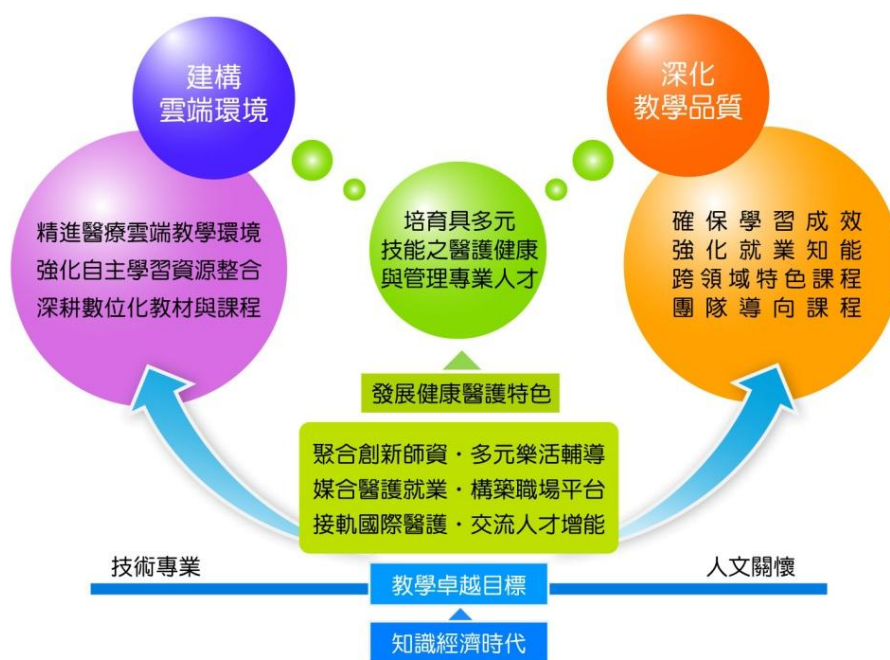 建構
雲端環境
深化
教學品質
精進醫療雲端教學環境
強化自主學習資源整合
深耕數位化教材與課程
培育具多元
技能之醫護健康
與管理專業人才
確保學習成效
強化就業知能
跨領域特色課程
團隊導向課程
發展健康醫護特色
聚合創新師資・多元樂活輔導
媒合醫護就業・構築職場平台
接軌國際醫護・交流人才增能
技術專業
人文關懷
教學卓越目標
知識經濟時代